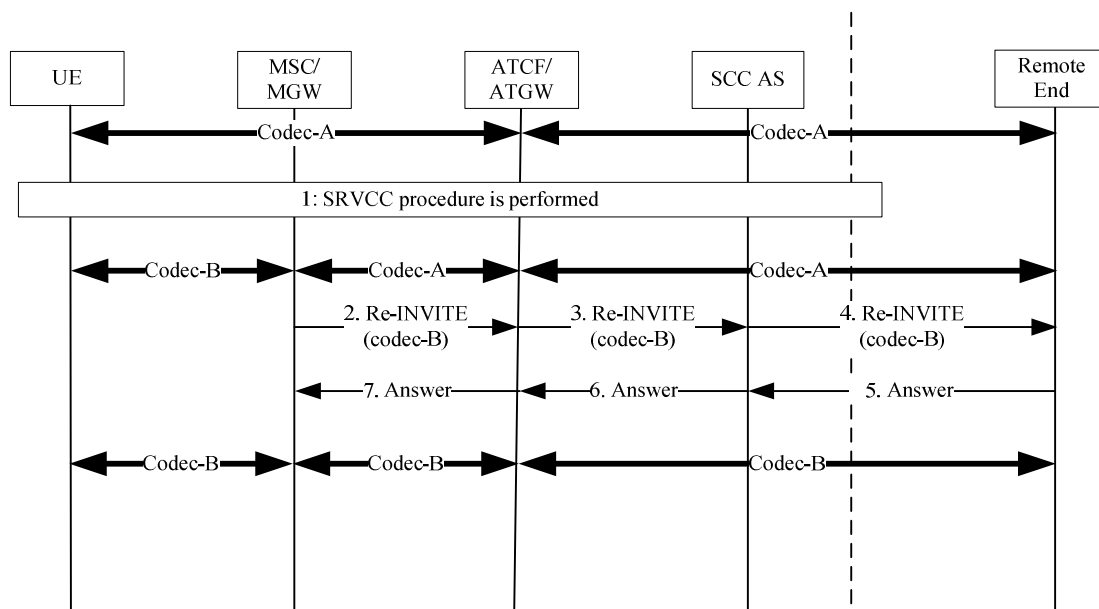 UE
MSC/
MGW
ATCF/
ATGW
SCC AS
Remote
End
Codec-A
Codec-A
1: SRVCC procedure is performed
Codec-B
Codec-A
Codec-A
2. Re-INVITE
(codec-B)
3. Re-INVITE
(codec-B)
4. Re-INVITE
(codec-B)
7. Answer
6. Answer
5. Answer
Codec-B
Codec-B
Codec-B